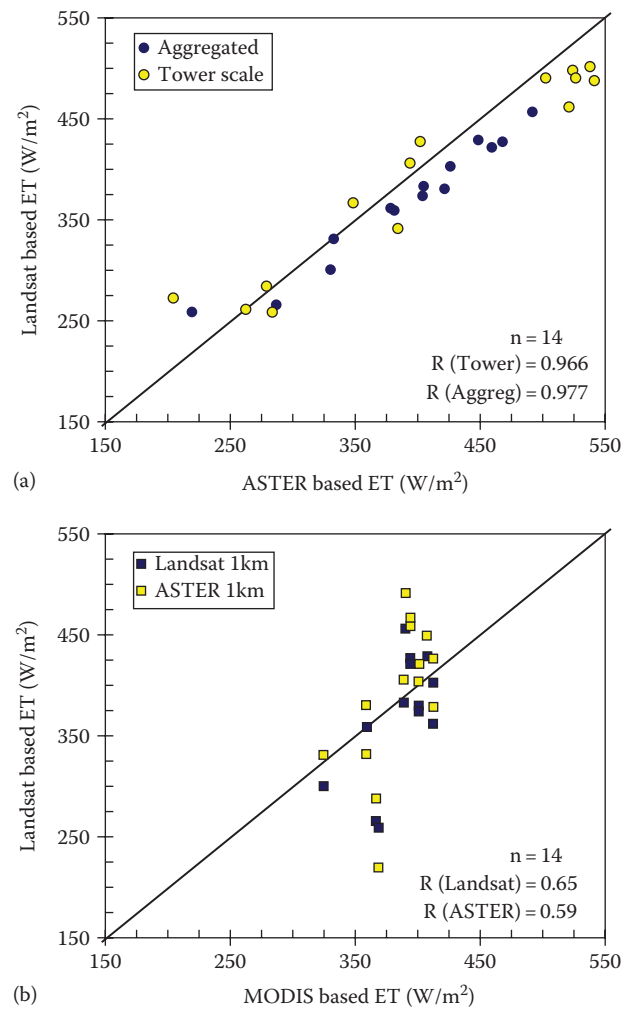 550
Aggregated
Tower scale
450
Landsat based ET (W/m²)
350
250
n = 14
R (Tower) = 0.966
R (Aggreg) = 0.977
150
150 250 350 450 550
(a) ASTER based ET (W/m²)
550
Landsat 1km
ASTER 1km
450
Landsat based ET (W/m²)
350
250
n = 14
R (Landsat) = 0.65
R (ASTER) = 0.59
150
150 250 350 450 550
(b) MODIS based ET (W/m²)